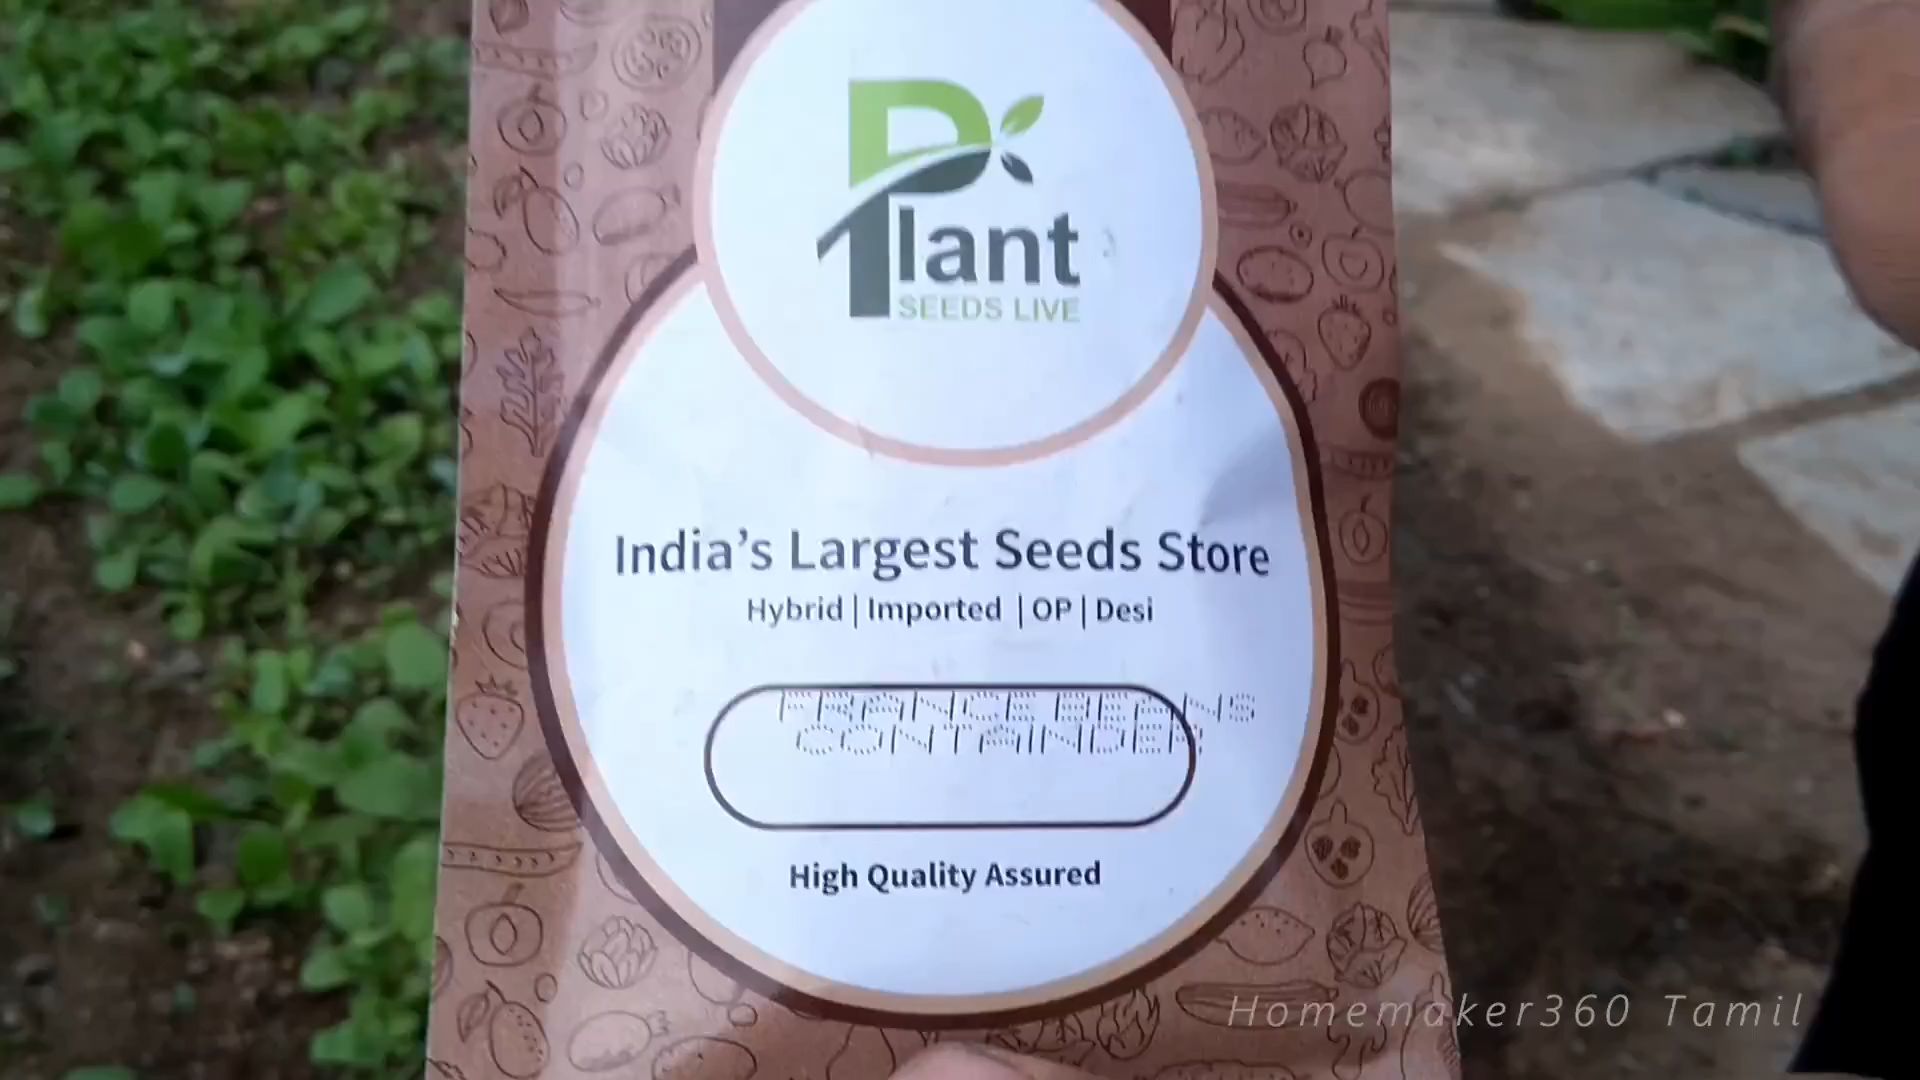 Plant
SEEDS LIVE
India's Largest Seeds Store
Hybrid | Imported | OP | Desi
FRANCE BEANS
CONTAINDER
High Quality Assured
Homemaker360 Tamil